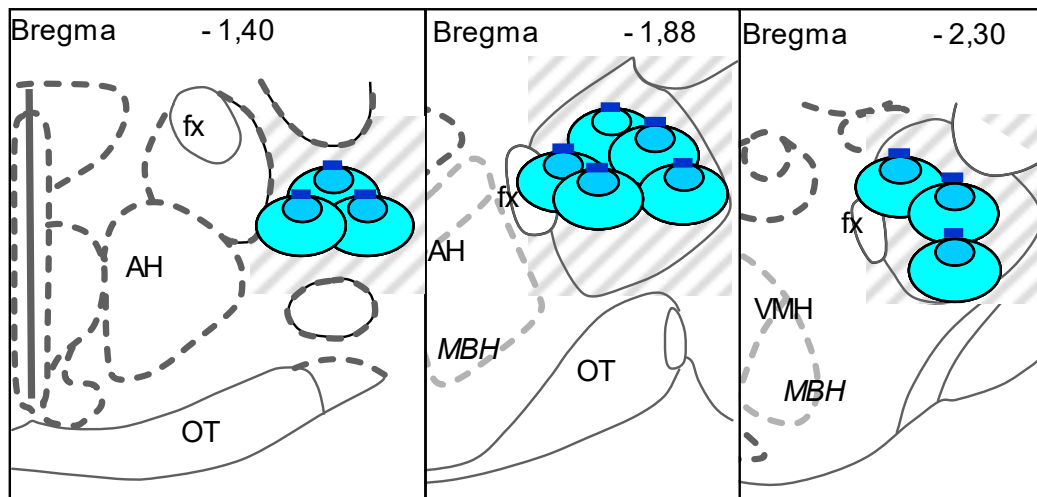 Bregma - 1,40
fx
AH
OT
Bregma - 1,88
fx
AH
MBH
OT
Bregma - 2,30
fx
VMH
MBH